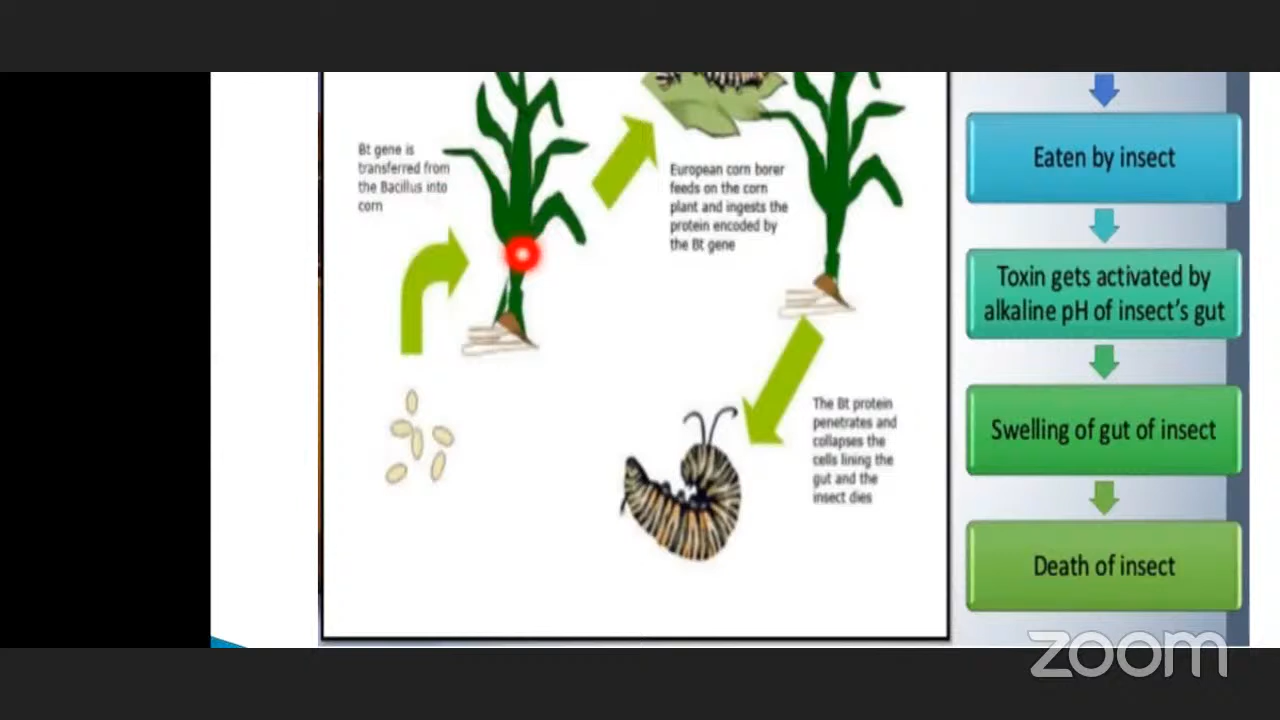 Bt gene is
transferred from
the Bacillus into
corn
European corn borer
feeds on the corn
plant and ingests the
protein encoded by
the Bt gene
The Bt protein
penetrates and
collapses the
cells lining the
gut and the
insect dies
Eaten by insect
Toxin gets activated by
alkaline pH of insect's gut
Swelling of gut of insect
Death of insect
zoom